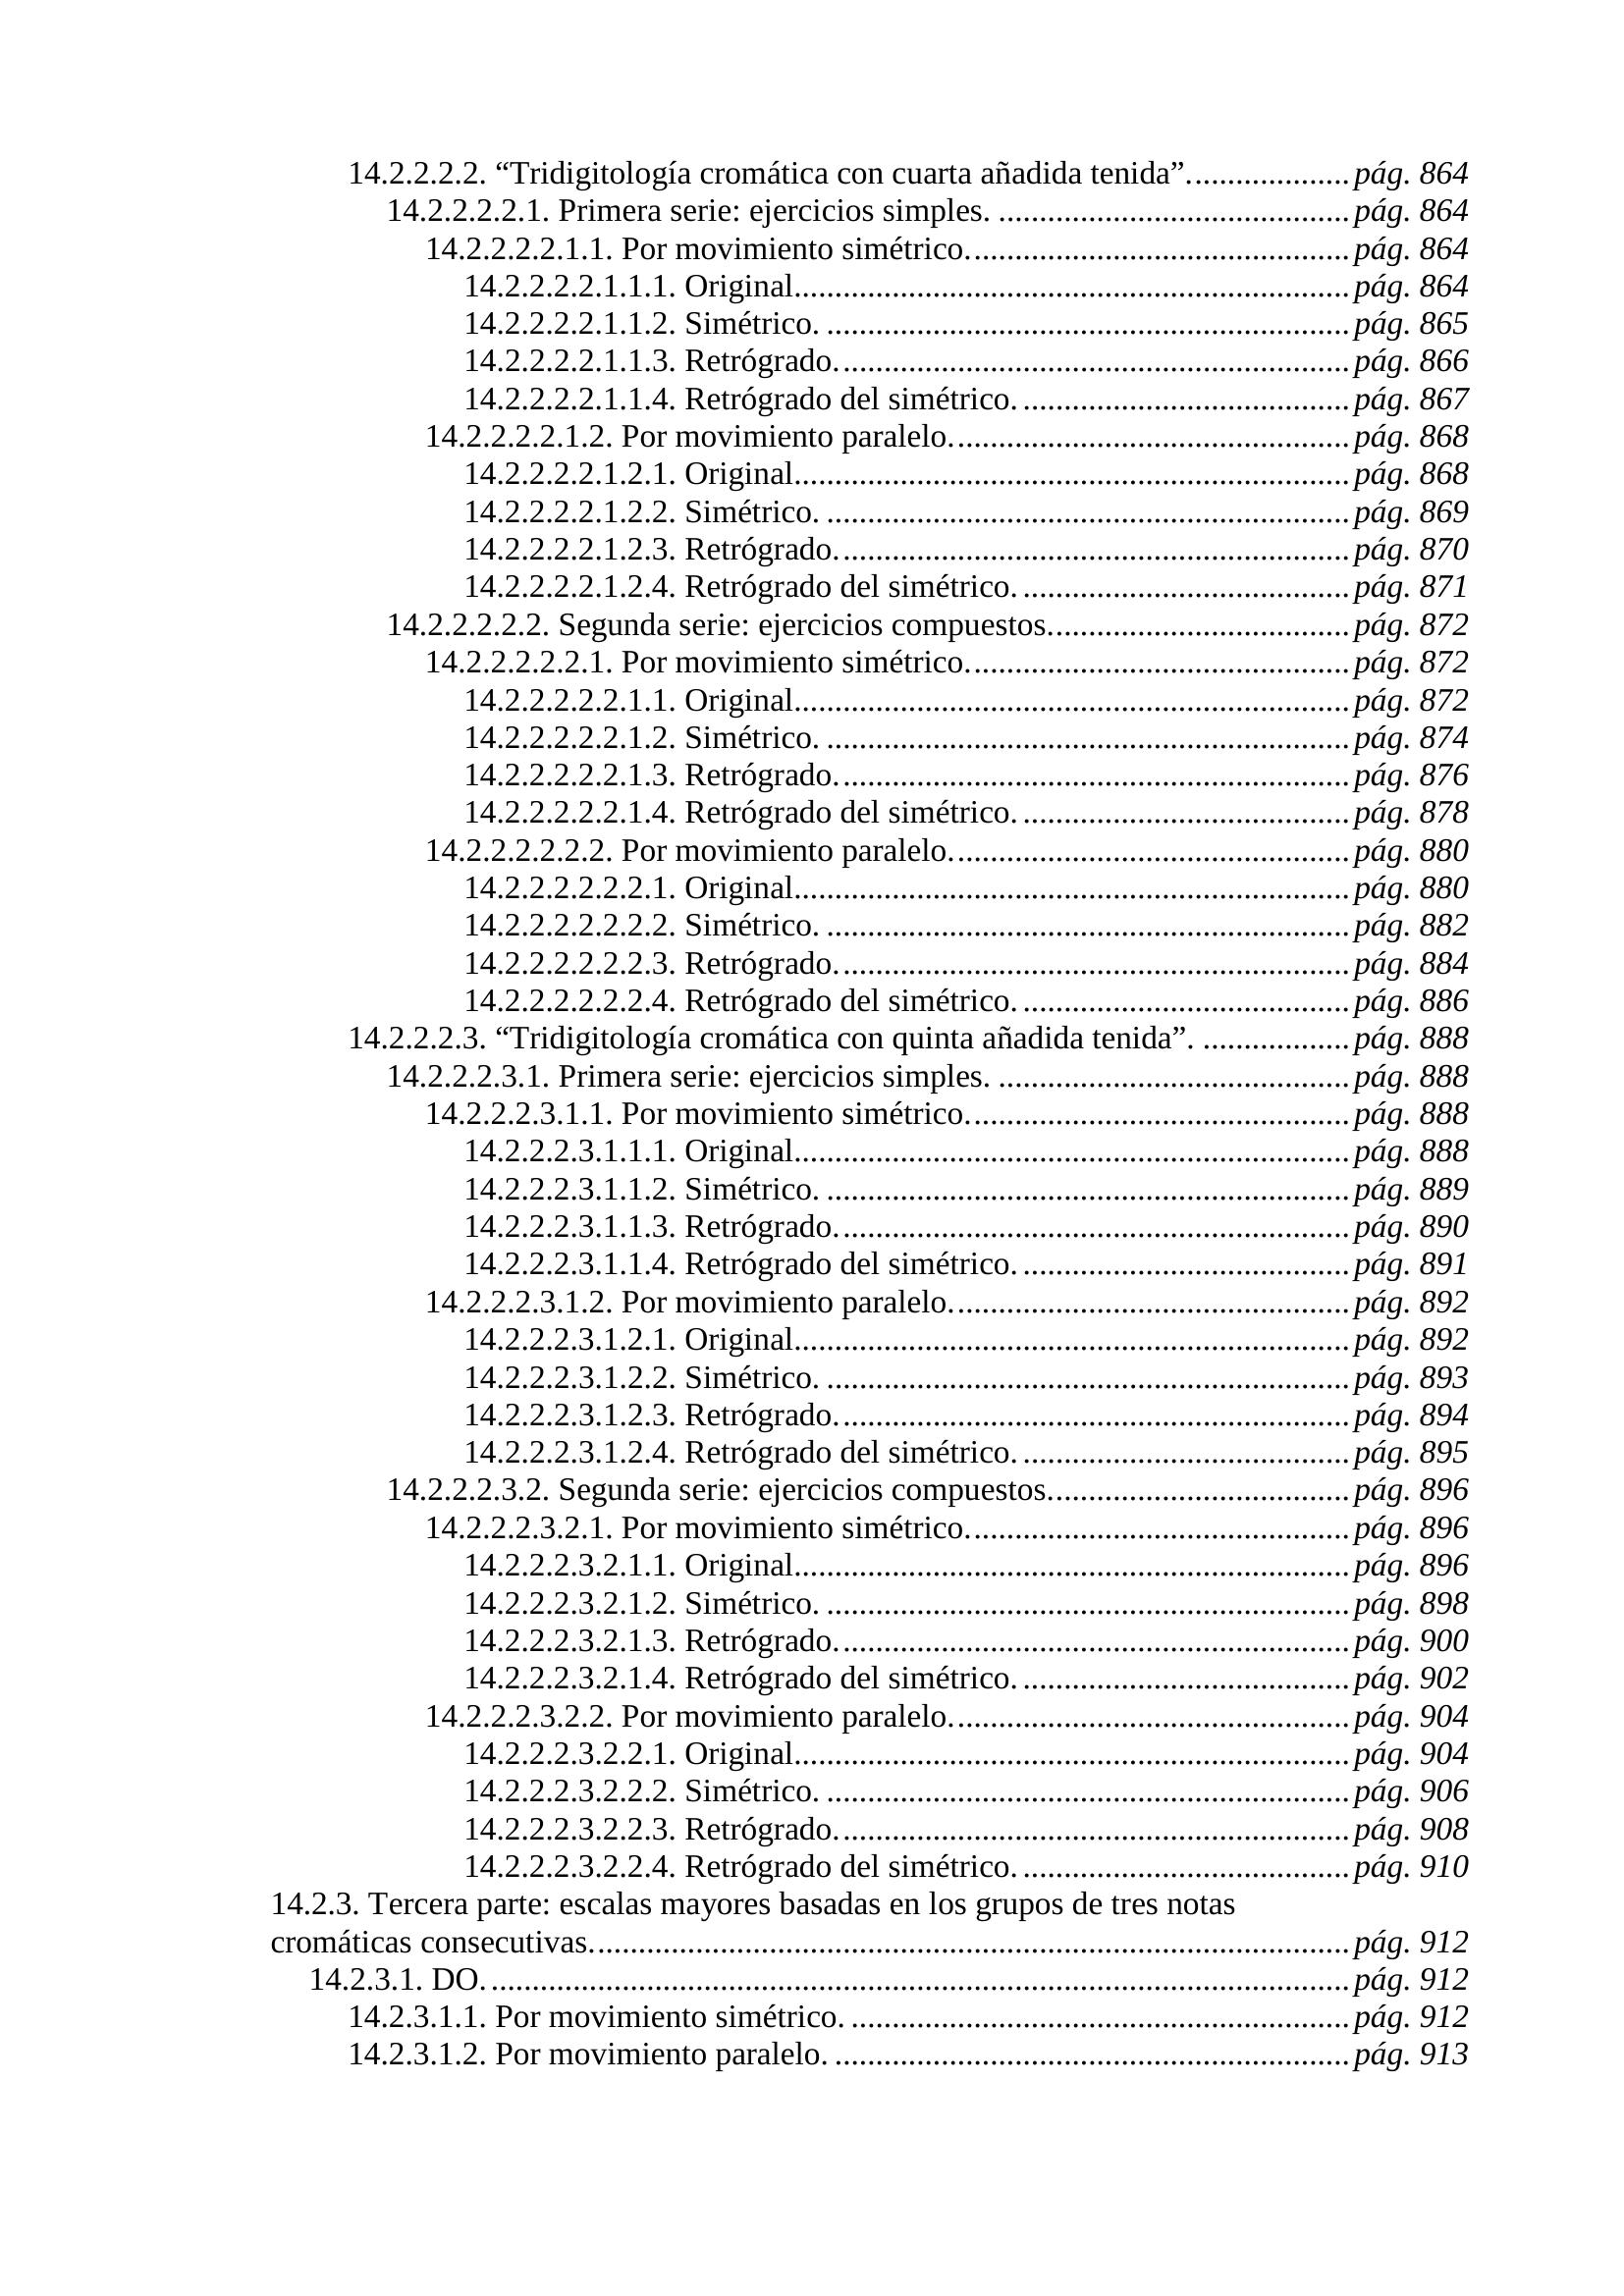 14.2.2.2.2. “Tridigitología cromática con cuarta añadida tenida”. pág. 864
14.2.2.2.2.1. Primera serie: ejercicios simples. pág. 864
14.2.2.2.2.1.1. Por movimiento simétrico. pág. 864
14.2.2.2.2.1.1.1. Original. pág. 864
14.2.2.2.2.1.1.2. Simétrico. pág. 865
14.2.2.2.2.1.1.3. Retrógrado. pág. 866
14.2.2.2.2.1.1.4. Retrógrado del simétrico. pág. 867
14.2.2.2.2.1.2. Por movimiento paralelo. pág. 868
14.2.2.2.2.1.2.1. Original. pág. 868
14.2.2.2.2.1.2.2. Simétrico. pág. 869
14.2.2.2.2.1.2.3. Retrógrado. pág. 870
14.2.2.2.2.1.2.4. Retrógrado del simétrico. pág. 871
14.2.2.2.2.2. Segunda serie: ejercicios compuestos. pág. 872
14.2.2.2.2.2.1. Por movimiento simétrico. pág. 872
14.2.2.2.2.2.1.1. Original. pág. 872
14.2.2.2.2.2.1.2. Simétrico. pág. 874
14.2.2.2.2.2.1.3. Retrógrado. pág. 876
14.2.2.2.2.2.1.4. Retrógrado del simétrico. pág. 878
14.2.2.2.2.2.2. Por movimiento paralelo. pág. 880
14.2.2.2.2.2.2.1. Original. pág. 880
14.2.2.2.2.2.2.2. Simétrico. pág. 882
14.2.2.2.2.2.2.3. Retrógrado. pág. 884
14.2.2.2.2.2.2.4. Retrógrado del simétrico. pág. 886
14.2.2.2.3. “Tridigitología cromática con quinta añadida tenida”. pág. 888
14.2.2.2.3.1. Primera serie: ejercicios simples. pág. 888
14.2.2.2.3.1.1. Por movimiento simétrico. pág. 888
14.2.2.2.3.1.1.1. Original. pág. 888
14.2.2.2.3.1.1.2. Simétrico. pág. 889
14.2.2.2.3.1.1.3. Retrógrado. pág. 890
14.2.2.2.3.1.1.4. Retrógrado del simétrico. pág. 891
14.2.2.2.3.1.2. Por movimiento paralelo. pág. 892
14.2.2.2.3.1.2.1. Original. pág. 892
14.2.2.2.3.1.2.2. Simétrico. pág. 893
14.2.2.2.3.1.2.3. Retrógrado. pág. 894
14.2.2.2.3.1.2.4. Retrógrado del simétrico. pág. 895
14.2.2.2.3.2. Segunda serie: ejercicios compuestos. pág. 896
14.2.2.2.3.2.1. Por movimiento simétrico. pág. 896
14.2.2.2.3.2.1.1. Original. pág. 896
14.2.2.2.3.2.1.2. Simétrico. pág. 898
14.2.2.2.3.2.1.3. Retrógrado. pág. 900
14.2.2.2.3.2.1.4. Retrógrado del simétrico. pág. 902
14.2.2.2.3.2.2. Por movimiento paralelo. pág. 904
14.2.2.2.3.2.2.1. Original. pág. 904
14.2.2.2.3.2.2.2. Simétrico. pág. 906
14.2.2.2.3.2.2.3. Retrógrado. pág. 908
14.2.2.2.3.2.2.4. Retrógrado del simétrico. pág. 910
14.2.3. Tercera parte: escalas mayores basadas en los grupos de tres notas
cromáticas consecutivas. pág. 912
14.2.3.1. DO. pág. 912
14.2.3.1.1. Por movimiento simétrico. pág. 912
14.2.3.1.2. Por movimiento paralelo. pág. 913